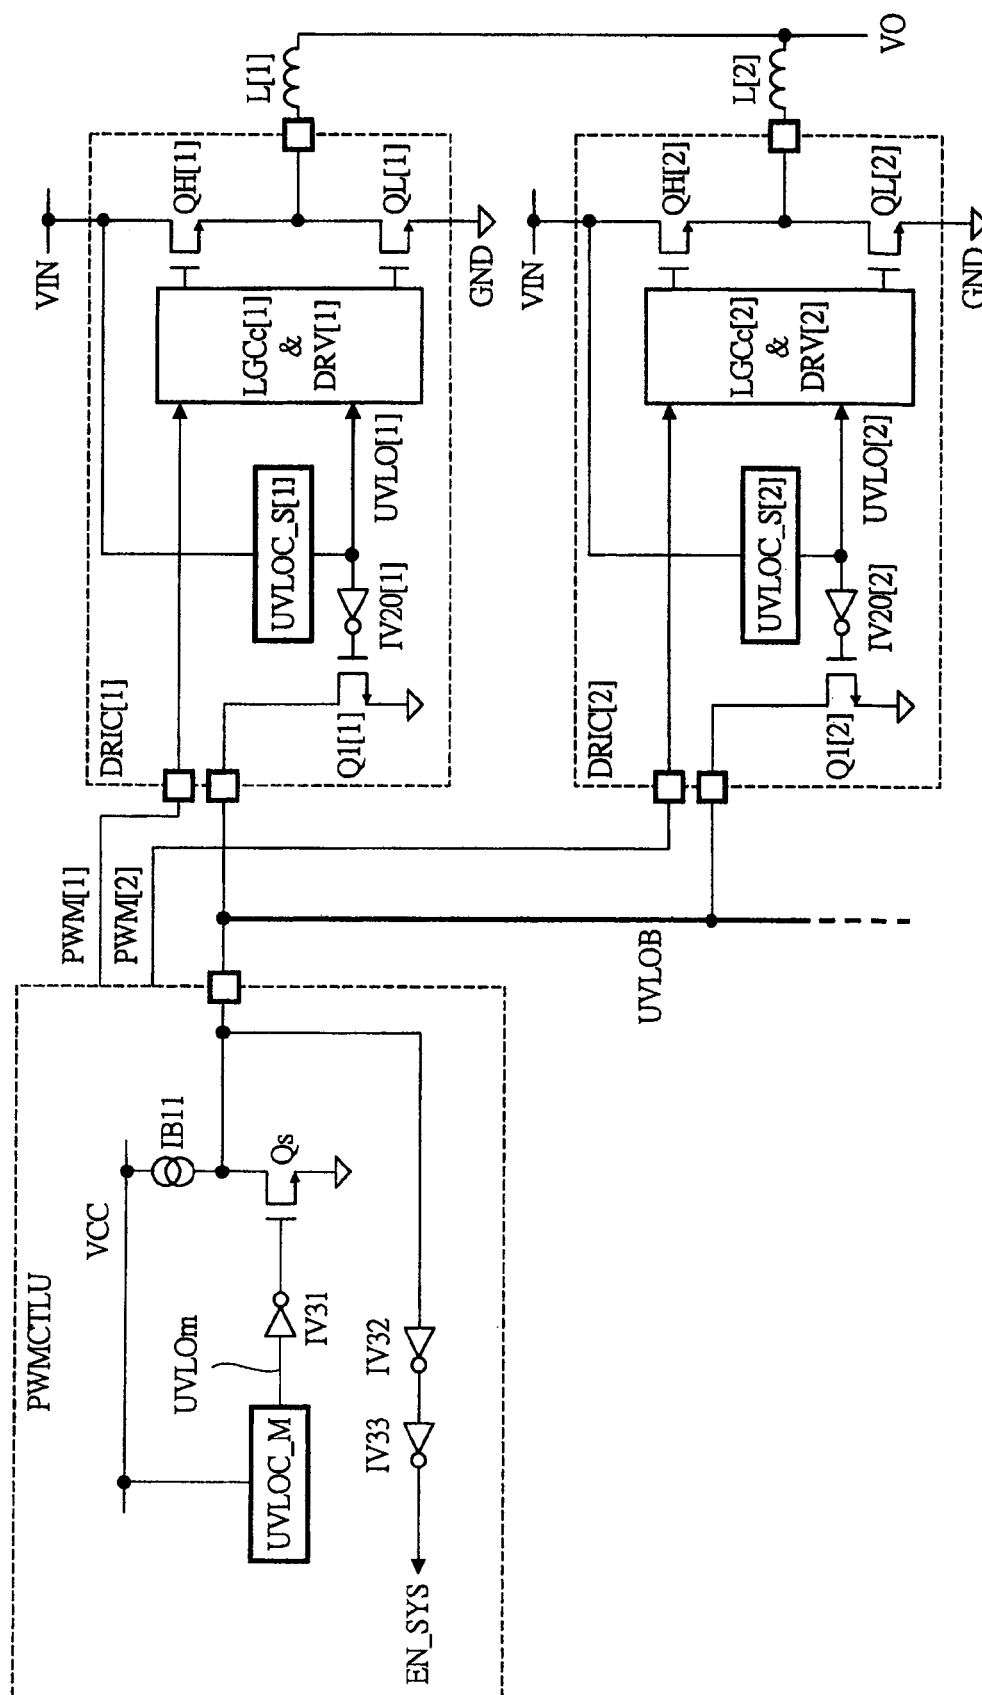 PWMCTLU
VCC
IB11
UVLOm
UVLOC_M
IV31
Qs
IV33
IV32
EN_SYS
PWM[1]
PWM[2]
UVLOB
DRIC[1]
VIN
UVLOC_S[1]
LGCc[1]
&
DRV[1]
QH[1]
QL[1]
L[1]
UVLO[1]
IV20[1]
Q1[1]
GND
DRIC[2]
VIN
UVLOC_S[2]
LGCc[2]
&
DRV[2]
QH[2]
QL[2]
L[2]
UVLO[2]
IV20[2]
Q1[2]
GND
VO